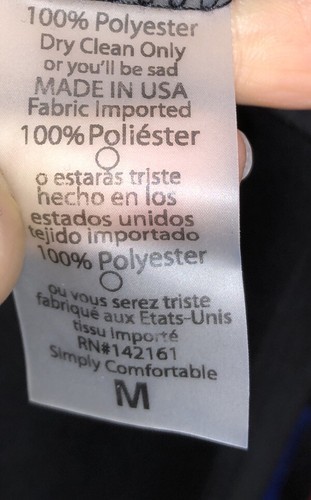 100% Polyester
Dry Clean Only
or you'll be sad
MADE IN USA
Fabric Imported
100% Poliéster
o estarás triste
hecho en los
estados unidos
tejido importado
100% Polyester
ou vous serez triste
fabriqué aux Etats-Unis
tissu Importé
RN#142161
Simply Comfortable
M